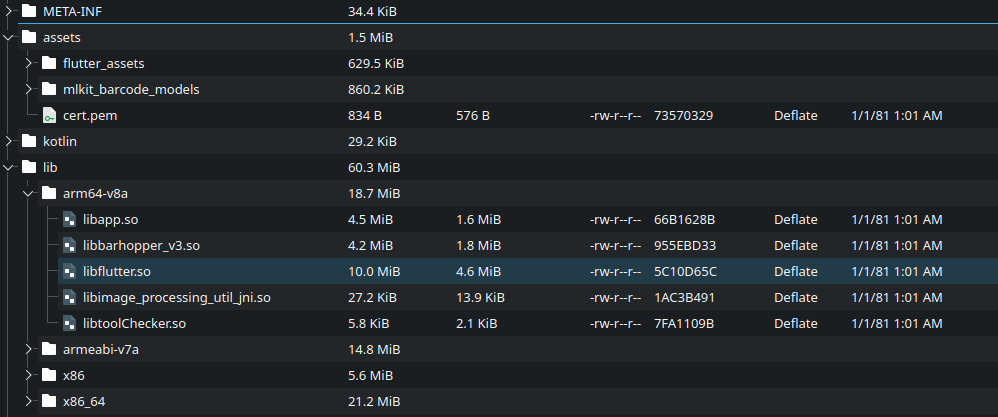 META-INF 34.4 KiB
assets 1.5 MiB
flutter_assets 629.5 KiB
mlkit_barcode_models 860.2 KiB
cert.pem 834 B 576 B -rw-r--r-- 73570329 Deflate 1/1/81 1:01 AM
kotlin 29.2 KiB
lib 60.3 MiB
arm64-v8a 18.7 MiB
libapp.so 4.5 MiB 1.6 MiB -rw-r--r-- 66B1628B Deflate 1/1/81 1:01 AM
libbarhopper_v3.so 4.2 MiB 1.8 MiB -rw-r--r-- 955EBD33 Deflate 1/1/81 1:01 AM
libflutter.so 10.0 MiB 4.6 MiB -rw-r--r-- 5C10D65C Deflate 1/1/81 1:01 AM
libimage_processing_util_jni.so 27.2 KiB 13.9 KiB -rw-r--r-- 1AC3B491 Deflate 1/1/81 1:01 AM
libtoolChecker.so 5.8 KiB 2.1 KiB -rw-r--r-- 7FA1109B Deflate 1/1/81 1:01 AM
armeabi-v7a 14.8 MiB
x86 5.6 MiB
x86_64 21.2 MiB